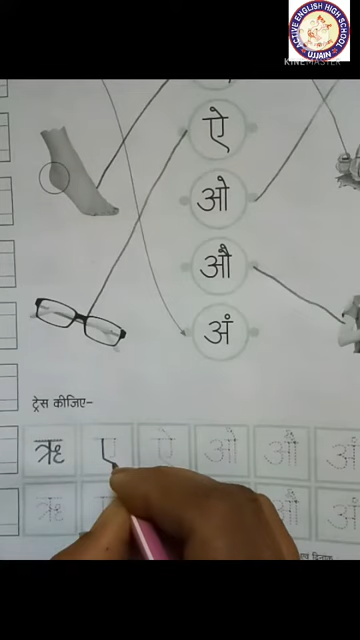 ACTIVE ENGLISH HIGH SCHOOL
UJJAIN
KINEMASTER
ऐ
ओ
औ
अं
ट्रेस कीजिए–
ऋ ए ऐ ओ औ अं
ऋ औ अं